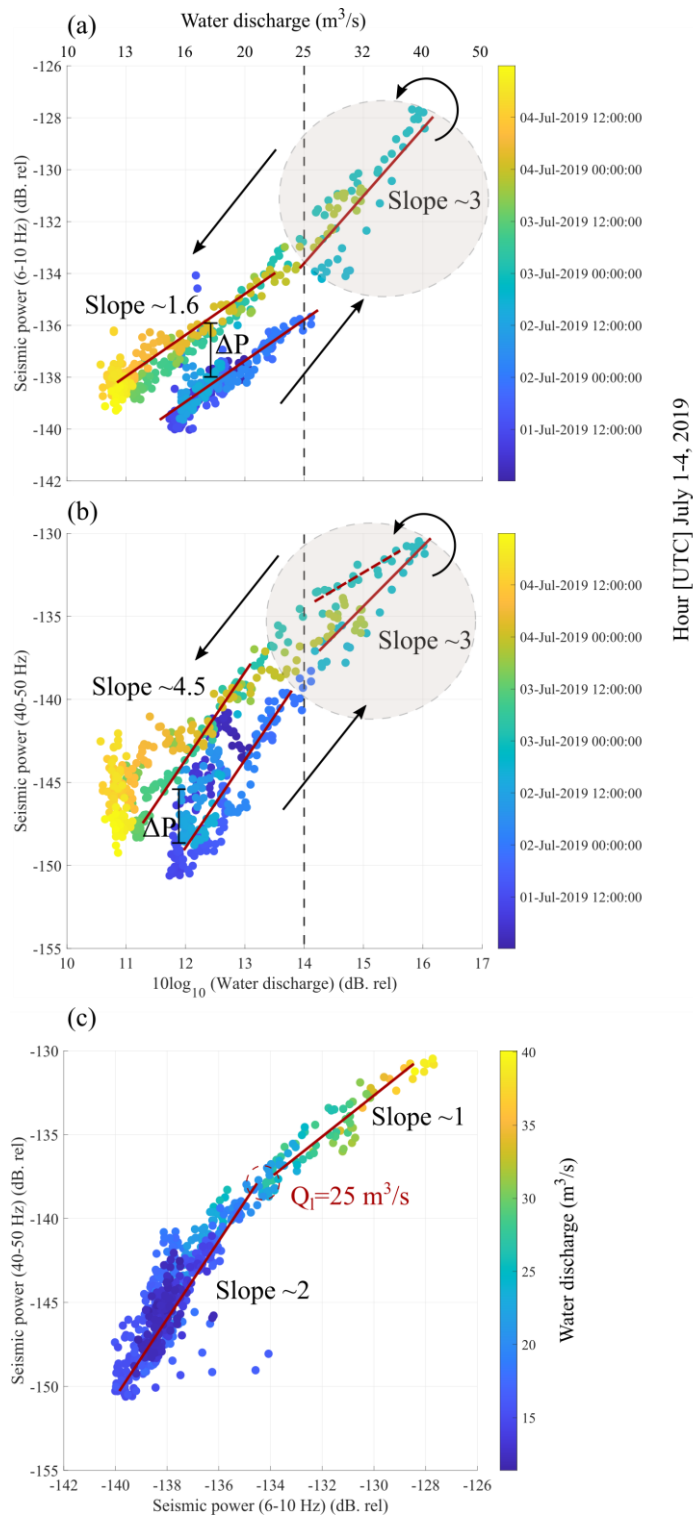 Water discharge (m³/s)
(a)
10 13 16 20 25 32 40 50
-126
-128
-130
-132
-134
-136
-138
-140
-142
Seismic power (6-10 Hz) (dB. rel)
Slope ~3
Slope ~1.6
ΔP
04-Jul-2019 12:00:00
04-Jul-2019 00:00:00
03-Jul-2019 12:00:00
03-Jul-2019 00:00:00
02-Jul-2019 12:00:00
02-Jul-2019 00:00:00
01-Jul-2019 12:00:00
Hour [UTC] July 1-4, 2019
(b)
-130
-135
-140
-145
-150
-155
Seismic power (40-50 Hz)
Slope ~3
Slope ~4.5
ΔP
04-Jul-2019 12:00:00
04-Jul-2019 00:00:00
03-Jul-2019 12:00:00
03-Jul-2019 00:00:00
02-Jul-2019 12:00:00
02-Jul-2019 00:00:00
01-Jul-2019 12:00:00
10 11 12 13 14 15 16 17
10log₁₀ (Water discharge) (dB. rel)
(c)
-130
-135
-140
-145
-150
-155
Seismic power (40-50 Hz) (dB. rel)
Slope ~1
Qₗ=25 m³/s
Slope ~2
40
30
20
15
Water discharge (m³/s)
-142 -140 -138 -136 -134 -132 -130 -128 -126
Seismic power (6-10 Hz) (dB. rel)